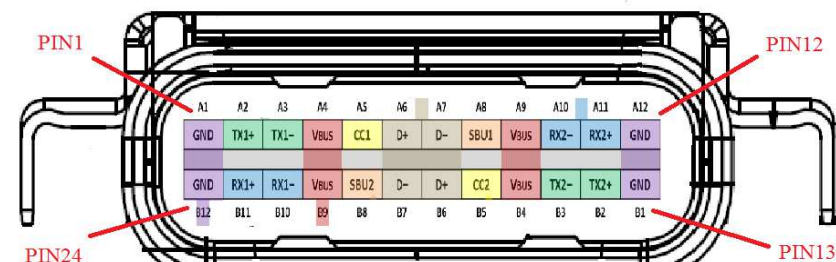 PIN1 PIN12
A1 A2 A3 A4 A5 A6 A7 A8 A9 A10 A11 A12
GND TX1+ TX1− VBUS CC1 D+ D− SBU1 VBUS RX2− RX2+ GND
GND RX1+ RX1− VBUS SBU2 D− D+ CC2 VBUS TX2− TX2+ GND
B12 B11 B10 B9 B8 B7 B6 B5 B4 B3 B2 B1
PIN24 PIN13